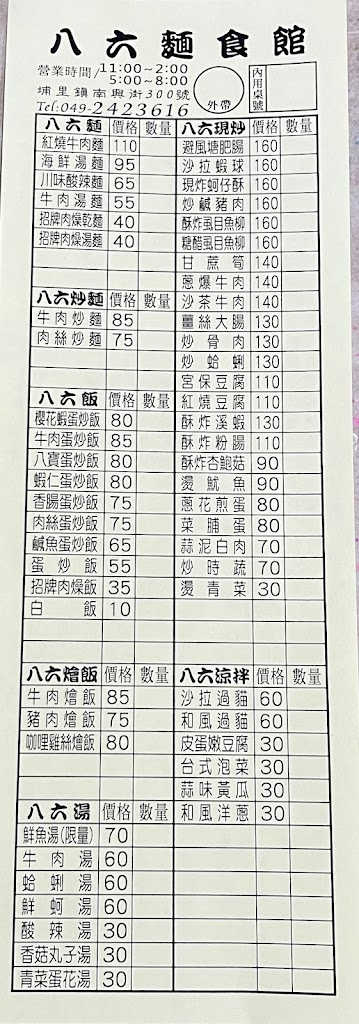 八六麵食館
營業時間/11:00~2:00
5:00~8:00
埔里鎮南興街300號
Tel:049-2423616
外帶
內用桌號
八六麵 價格 數量
紅燒牛肉麵 110
海鮮湯麵 95
川味酸辣麵 65
牛肉湯麵 55
招牌肉燥乾麵 40
招牌肉燥湯麵 40
八六炒麵 價格 數量
牛肉炒麵 85
肉絲炒麵 75
八六飯 價格 數量
櫻花蝦蛋炒飯 80
牛肉蛋炒飯 85
八寶蛋炒飯 80
蝦仁蛋炒飯 80
香腸蛋炒飯 75
肉絲蛋炒飯 75
鹹魚蛋炒飯 65
蛋炒飯 55
招牌肉燥飯 35
白飯 10
八六燴飯 價格 數量
牛肉燴飯 85
豬肉燴飯 75
咖哩雞絲燴飯 80
八六湯 價格 數量
鮮魚湯(限量) 70
牛肉湯 60
蛤蜊湯 60
鮮蚵湯 60
酸辣湯 30
香菇丸子湯 30
青菜蛋花湯 30
八六現炒 價格 數量
避風塘肥腸 160
沙拉蝦球 160
現炸蚵仔酥 160
炒鹹豬肉 160
酥炸虱目魚柳 160
糖醋虱目魚柳 160
甘蔗筍 140
蔥爆牛肉 140
沙茶牛肉 140
薑絲大腸 130
炒骨肉 130
炒蛤蜊 130
宮保豆腐 110
紅燒豆腐 110
酥炸溪蝦 130
酥炸粉腸 110
酥炸杏鮑菇 90
燙魷魚 90
蔥花煎蛋 80
菜脯蛋 80
蒜泥白肉 70
炒時蔬 70
燙青菜 30
八六涼拌 價格 數量
沙拉過貓 60
和風過貓 60
皮蛋嫩豆腐 30
台式泡菜 30
蒜味黃瓜 30
和風洋蔥 30